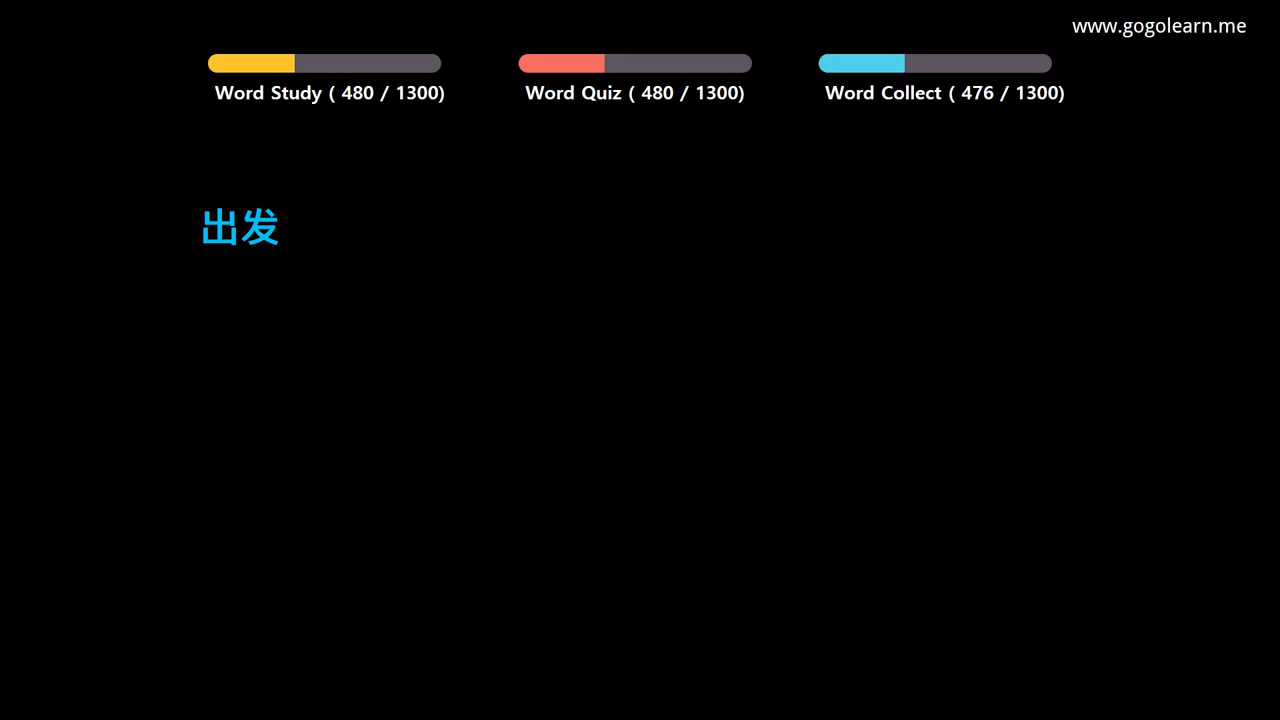 www.gogolearn.me
Word Study ( 480 / 1300)
Word Quiz ( 480 / 1300)
Word Collect ( 476 / 1300)
出发